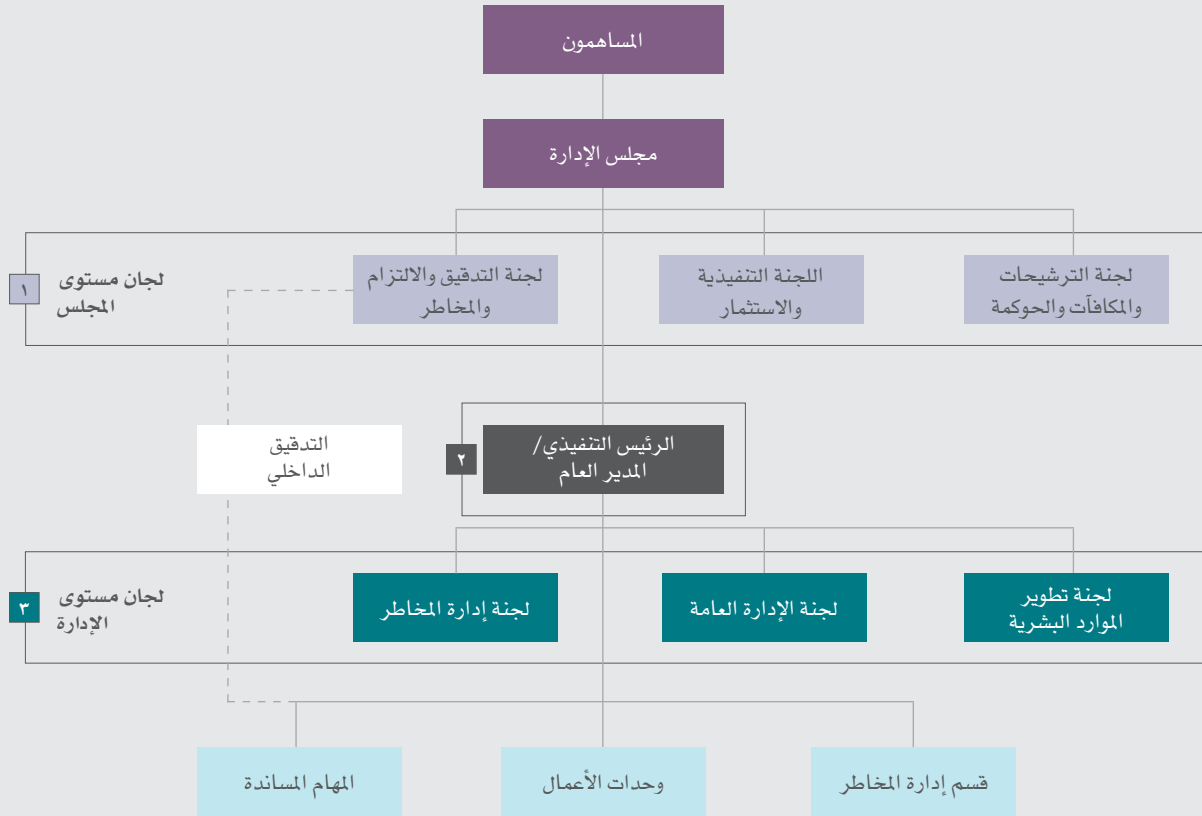 المساهمون
مجلس الإدارة
لجنة الترشيحات
والمكافآت والحوكمة
اللجنة التنفيذية
والاستثمار
لجنة التدقيق والالتزام
والمخاطر
لجان مستوى
المجلس
١
الرئيس التنفيذي/
المدير العام
٢
التدقيق
الداخلي
لجنة تطوير
الموارد البشرية
لجنة الإدارة العامة
لجنة إدارة المخاطر
لجان مستوى
الإدارة
٣
قسم إدارة المخاطر
وحدات الأعمال
المهام المساندة